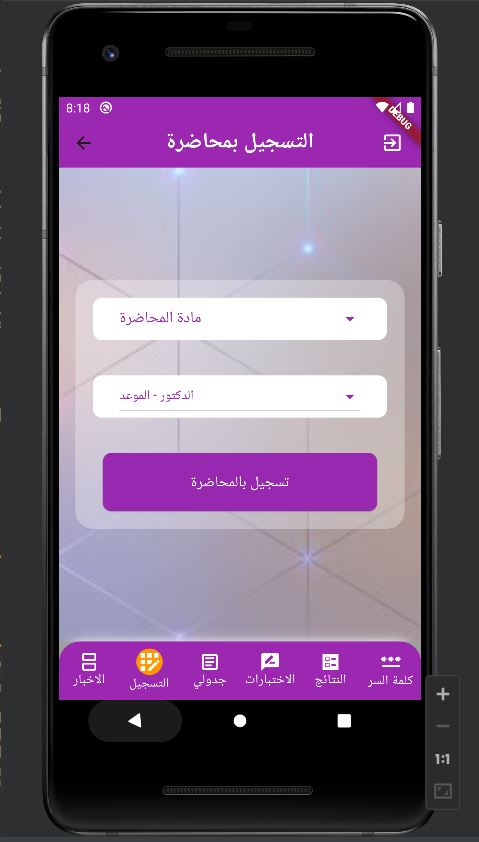 8:18
DEBUG
التسجيل بمحاضرة
مادة المحاضرة
الدكتور - الموعد
تسجيل بالمحاضرة
الاخبار
التسجيل
جدولي
الاختبارات
النتائج
كلمة السر
1:1